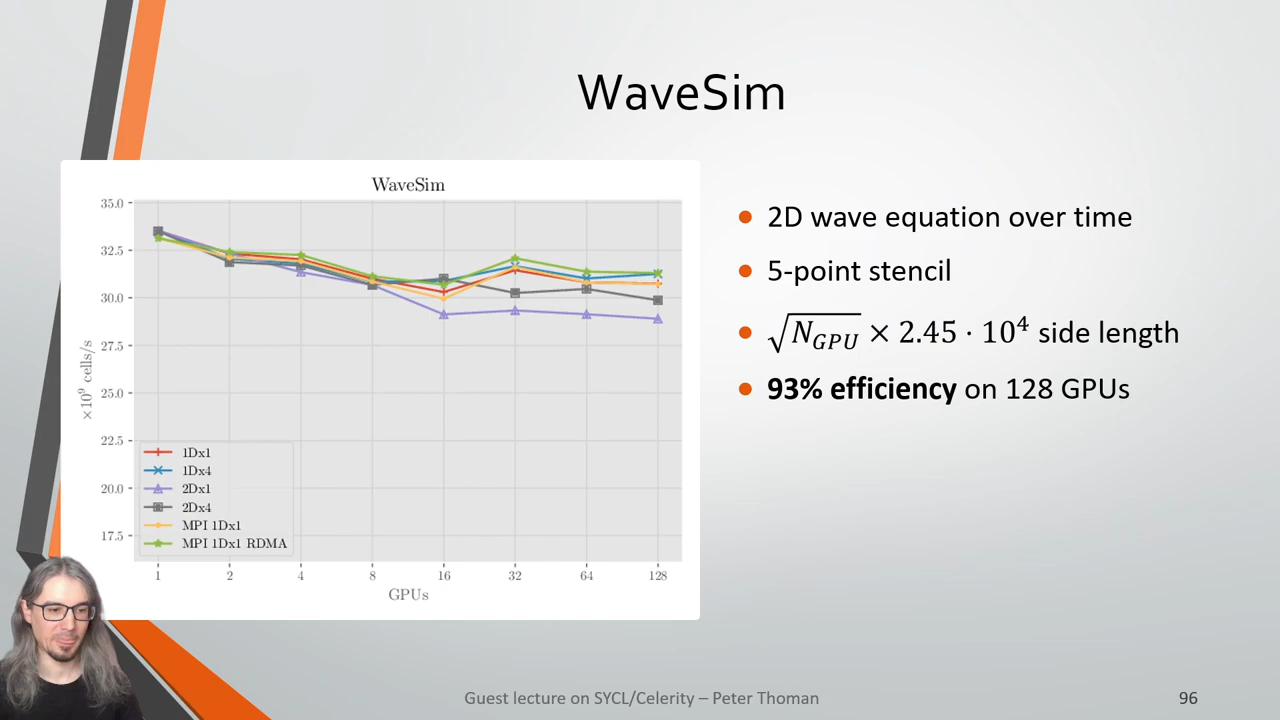 WaveSim
WaveSim
35.0
32.5
30.0
27.5
25.0
22.5
20.0
17.5
×10⁹ cells/s
1Dx1
1Dx4
2Dx1
2Dx4
MPI 1Dx1
MPI 1Dx1 RDMA
1 2 4 8 16 32 64 128
GPUs
2D wave equation over time
5-point stencil
√N_GPU × 2.45 · 10⁴ side length
93% efficiency on 128 GPUs
Guest lecture on SYCL/Celerity – Peter Thoman
96